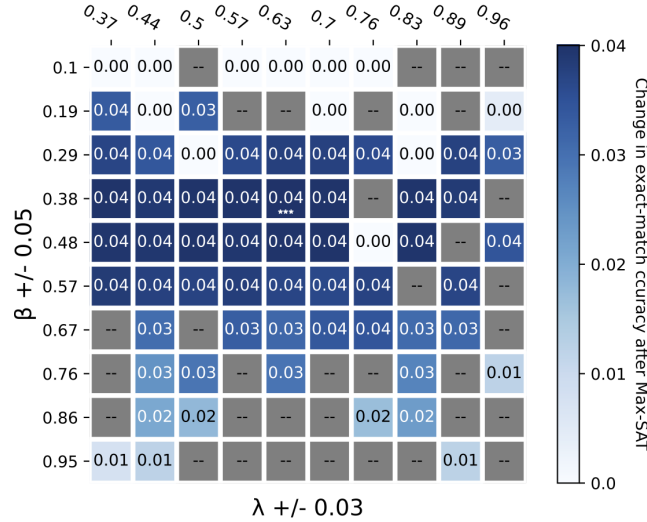 0.37 0.44 0.5 0.57 0.63 0.7 0.76 0.83 0.89 0.96
0.1 0.00 0.00 -- 0.00 0.00 0.00 0.00 -- -- --
0.19 0.04 0.00 0.03 -- -- 0.00 -- 0.00 -- 0.00
0.29 0.04 0.04 0.00 0.04 0.04 0.04 0.04 0.00 0.04 0.03
0.38 0.04 0.04 0.04 0.04 0.04 0.04 -- 0.04 0.04 --
***
0.48 0.04 0.04 0.04 0.04 0.04 0.04 0.00 0.04 -- 0.04
0.57 0.04 0.04 0.04 0.04 0.04 0.04 0.04 -- 0.04 --
0.67 -- 0.03 -- 0.03 0.03 0.04 0.04 0.03 0.03 --
0.76 -- 0.03 0.03 -- 0.03 -- -- 0.03 -- 0.01
0.86 -- 0.02 0.02 -- -- -- 0.02 0.02 -- --
0.95 0.01 0.01 -- -- -- -- -- -- 0.01 --
β +/- 0.05
λ +/- 0.03
0.04
0.03
0.02
0.01
0.0
Change in exact-match ccuracy after Max-SAT